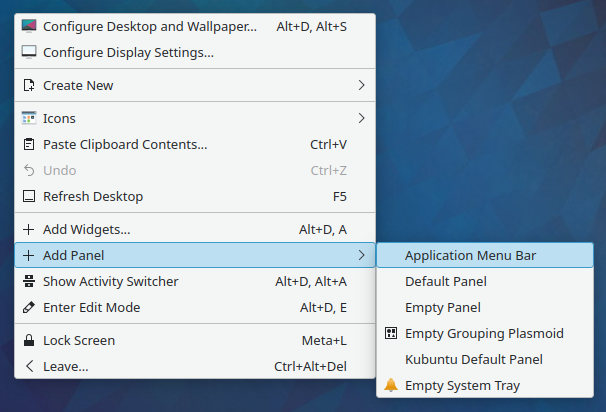 Configure Desktop and Wallpaper... Alt+D, Alt+S
Configure Display Settings...
Create New
Icons
Paste Clipboard Contents... Ctrl+V
Undo Ctrl+Z
Refresh Desktop F5
Add Widgets... Alt+D, A
Add Panel
Show Activity Switcher Alt+D, Alt+A
Enter Edit Mode Alt+D, E
Lock Screen Meta+L
Leave... Ctrl+Alt+Del
Application Menu Bar
Default Panel
Empty Panel
Empty Grouping Plasmoid
Kubuntu Default Panel
Empty System Tray